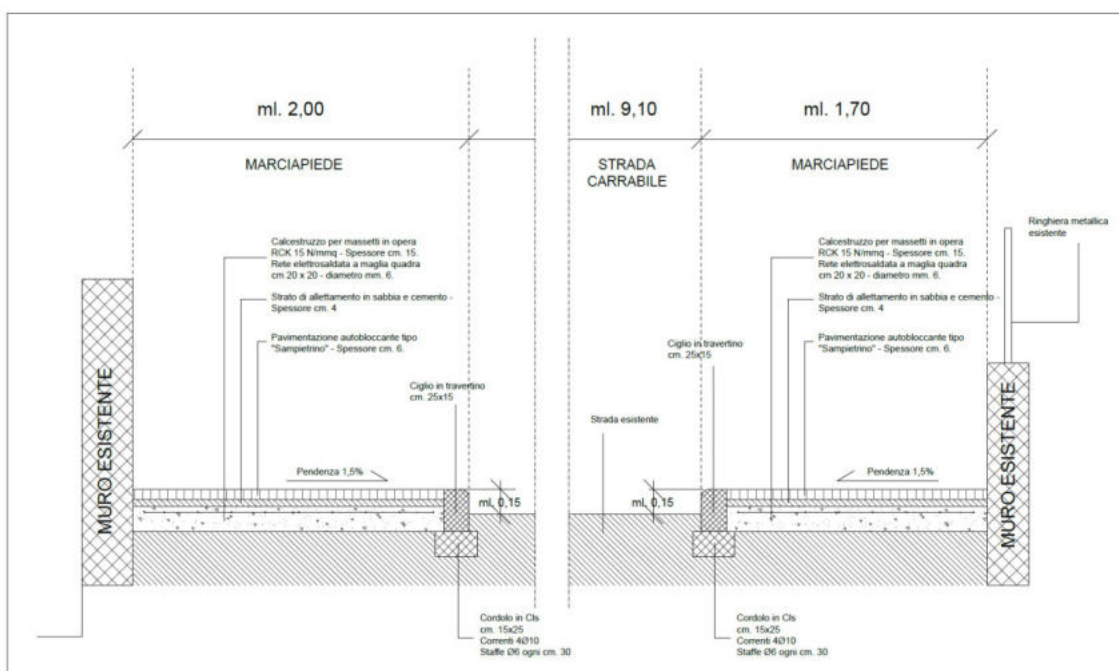 ml. 2,00
ml. 9,10
ml. 1,70
MARCIAPIEDE
STRADA
CARRABILE
MARCIAPIEDE
Calcestruzzo per massetti in opera
RCK 15 N/mmq - Spessore cm. 15.
Rete elettrosaldata a maglia quadra
cm 20 x 20 - diametro mm. 6.
Strato di allettamento in sabbia e cemento -
Spessore cm. 4
Pavimentazione autobloccante tipo
"Sampietrino" - Spessore cm. 6.
Ciglio in travertino
cm. 25x15
MURO ESISTENTE
Pendenza 1,5%
ml. 0,15
Cordolo in Cls
cm. 15x25
Correnti 4Ø10
Staffe Ø6 ogni cm. 30
Calcestruzzo per massetti in opera
RCK 15 N/mmq - Spessore cm. 15.
Rete elettrosaldata a maglia quadra
cm 20 x 20 - diametro mm. 6.
Strato di allettamento in sabbia e cemento -
Spessore cm. 4
Pavimentazione autobloccante tipo
"Sampietrino" - Spessore cm. 6.
Ringhiera metallica
esistente
Ciglio in travertino
cm. 25x15
Strada esistente
MURO ESISTENTE
Pendenza 1,5%
ml. 0,15
Cordolo in Cls
cm. 15x25
Correnti 4Ø10
Staffe Ø6 ogni cm. 30